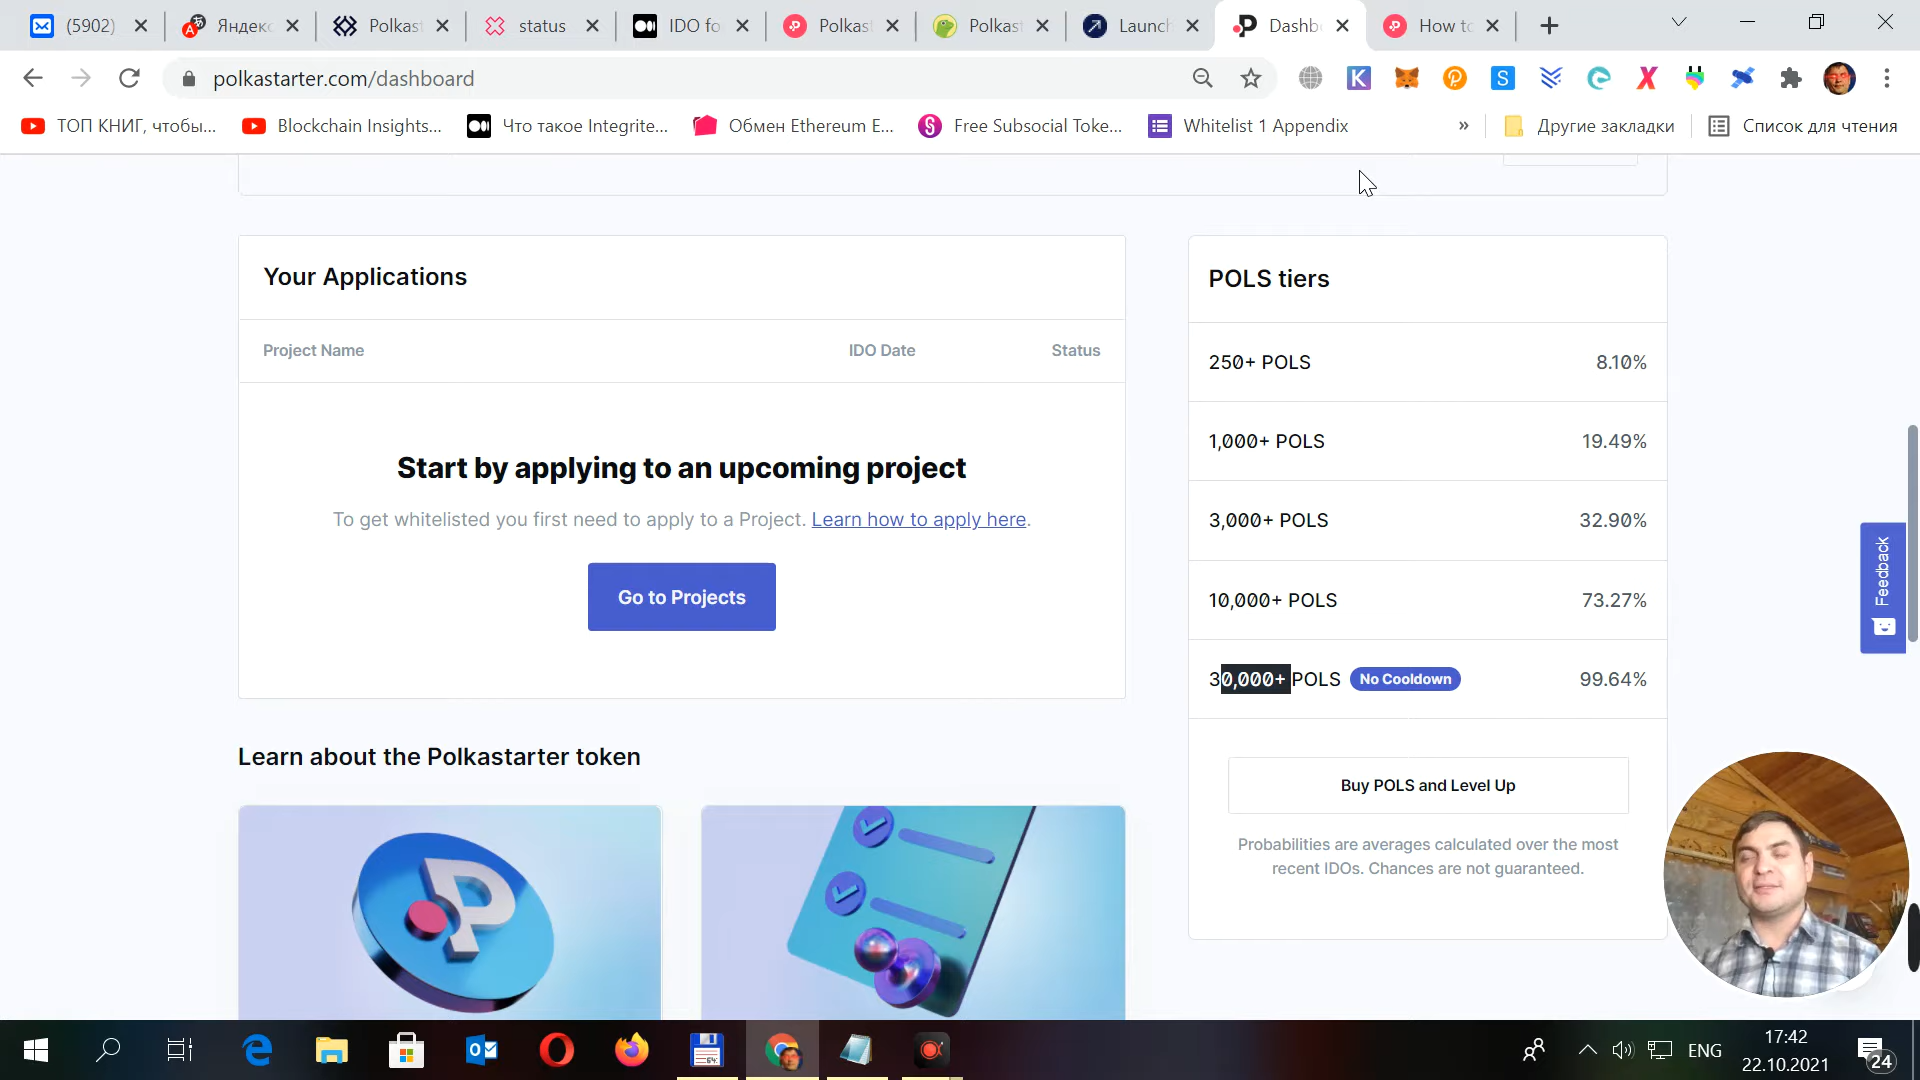 (5902)
Яндекс
Polkast
status
IDO fo
Polkast
Polkast
Launch
Dashb
How to
polkastarter.com/dashboard
ТОП КНИГ, чтобы...
Blockchain Insights...
Что такое Integrite...
Обмен Ethereum E...
Free Subsocial Toke...
Whitelist 1 Appendix
»
Другие закладки
Список для чтения
Your Applications
Project Name
IDO Date
Status
Start by applying to an upcoming project
To get whitelisted you first need to apply to a Project. Learn how to apply here.
Go to Projects
POLS tiers
250+ POLS 8.10%
1,000+ POLS 19.49%
3,000+ POLS 32.90%
10,000+ POLS 73.27%
30,000+ POLS No Cooldown 99.64%
Buy POLS and Level Up
Probabilities are averages calculated over the most
recent IDOs. Chances are not guaranteed.
Feedback
Learn about the Polkastarter token
ENG
17:42
22.10.2021
24